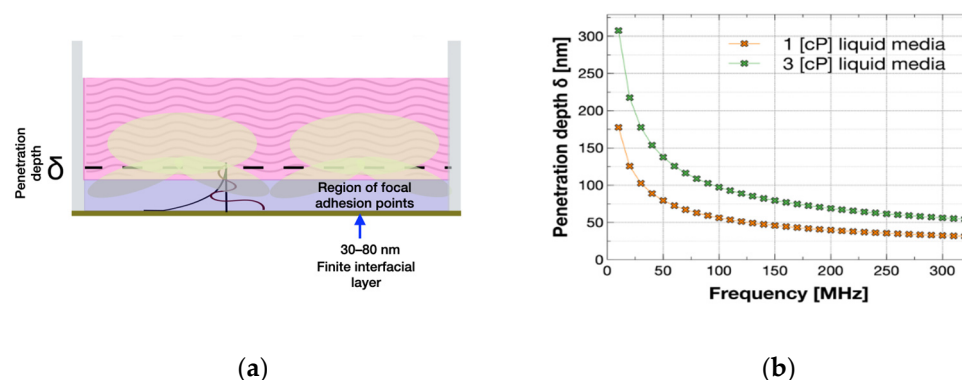 Penetration
depth
δ
Region of focal
adhesion points
30–80 nm
Finite interfacial
layer
(a)
Penetration depth δ [nm]
300
250
200
150
100
50
0
1 [cP] liquid media
3 [cP] liquid media
0 50 100 150 200 250 300
Frequency [MHz]
(b)